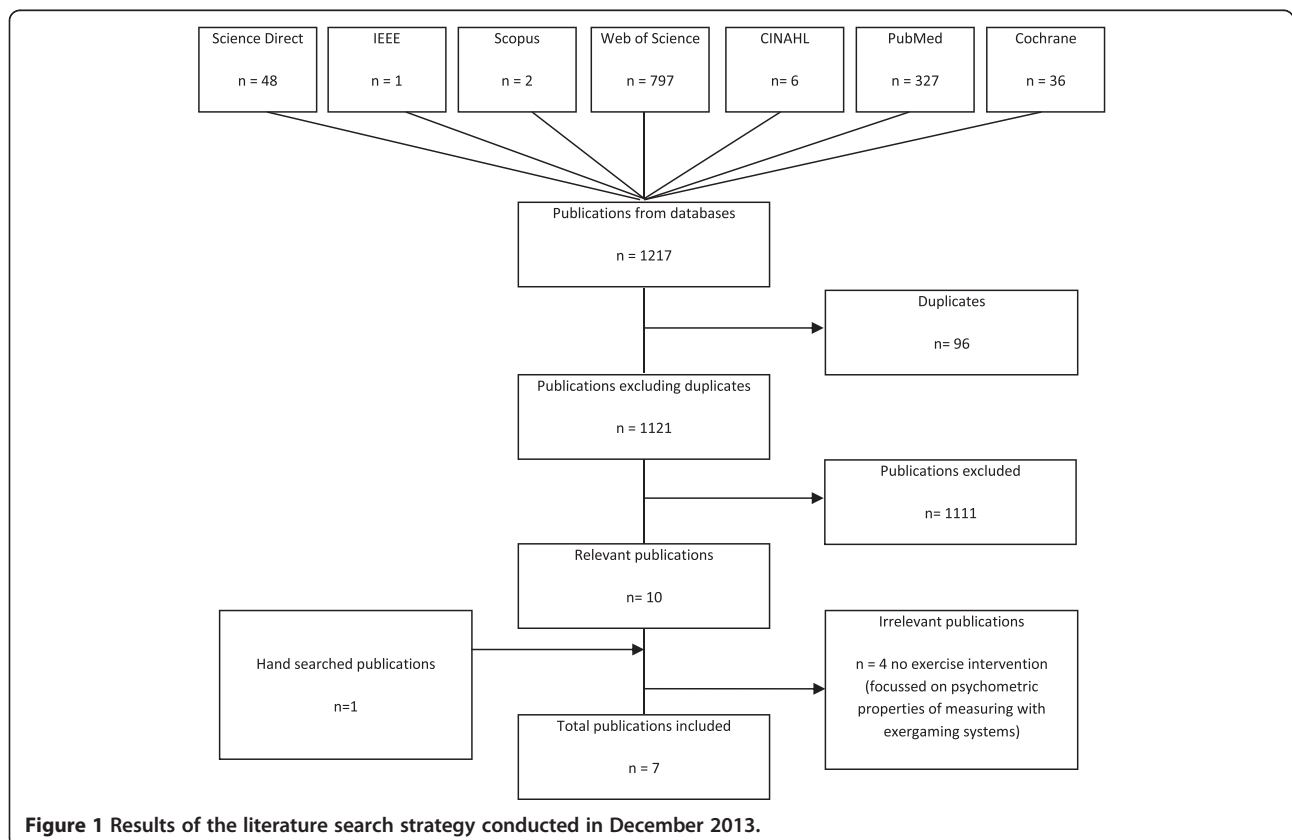 Science Direct
n = 48
IEEE
n = 1
Scopus
n = 2
Web of Science
n = 797
CINAHL
n= 6
PubMed
n = 327
Cochrane
n = 36
Publications from databases
n = 1217
Duplicates
n= 96
Publications excluding duplicates
n = 1121
Publications excluded
n= 1111
Relevant publications
n= 10
Hand searched publications
n=1
Irrelevant publications
n = 4 no exercise intervention
(focussed on psychometric
properties of measuring with
exergaming systems)
Total publications included
n = 7
Figure 1 Results of the literature search strategy conducted in December 2013.